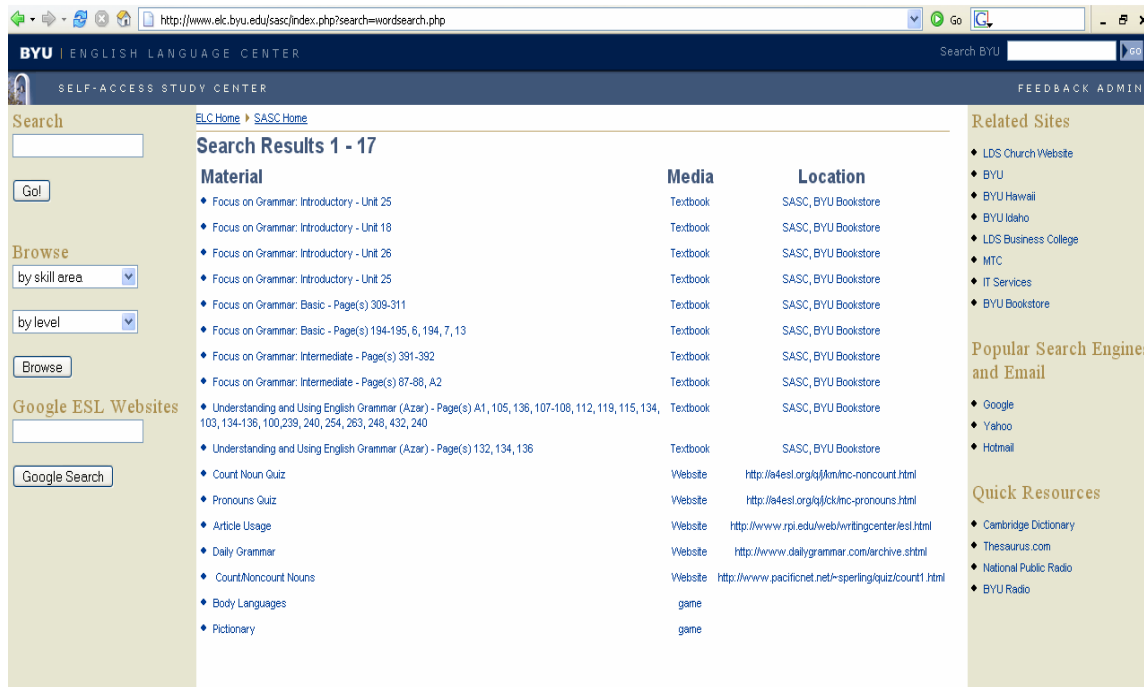 http://www.elc.byu.edu/sasc/index.php?search=wordsearch.php Go G
BYU | ENGLISH LANGUAGE CENTER Search BYU GO
SELF-ACCESS STUDY CENTER FEEDBACK ADMIN
Search
Go!
Browse
by skill area
by level
Browse
Google ESL Websites
Google Search
ELC Home SASC Home
Search Results 1 - 17
Material Media Location
Focus on Grammar: Introductory - Unit 25 Textbook SASC, BYU Bookstore
Focus on Grammar: Introductory - Unit 18 Textbook SASC, BYU Bookstore
Focus on Grammar: Introductory - Unit 26 Textbook SASC, BYU Bookstore
Focus on Grammar: Introductory - Unit 25 Textbook SASC, BYU Bookstore
Focus on Grammar: Basic - Page(s) 309-311 Textbook SASC, BYU Bookstore
Focus on Grammar: Basic - Page(s) 194-195, 6, 194, 7, 13 Textbook SASC, BYU Bookstore
Focus on Grammar: Intermediate - Page(s) 391-392 Textbook SASC, BYU Bookstore
Focus on Grammar: Intermediate - Page(s) 87-88, A2 Textbook SASC, BYU Bookstore
Understanding and Using English Grammar (Azar) - Page(s) A1, 105, 136, 107-108, 112, 119, 115, 134, Textbook SASC, BYU Bookstore
103, 134-136, 100,239, 240, 254, 263, 248, 432, 240
Understanding and Using English Grammar (Azar) - Page(s) 132, 134, 136 Textbook SASC, BYU Bookstore
Count Noun Quiz Website http://a4esl.org/q/j/km/mc-noncount.html
Pronouns Quiz Website http://a4esl.org/q/j/ck/mc-pronouns.html
Article Usage Website http://www.rpi.edu/web/writingcenter/esl.html
Daily Grammar Website http://www.dailygrammar.com/archive.shtml
Count/Noncount Nouns Website http://www.pacificnet.net/~sperling/quiz/count1.html
Body Languages game
Pictionary game
Related Sites
LDS Church Website
BYU
BYU Hawaii
BYU Idaho
LDS Business College
MTC
IT Services
BYU Bookstore
Popular Search Engine
and Email
Google
Yahoo
Hotmail
Quick Resources
Cambridge Dictionary
Thesaurus.com
National Public Radio
BYU Radio